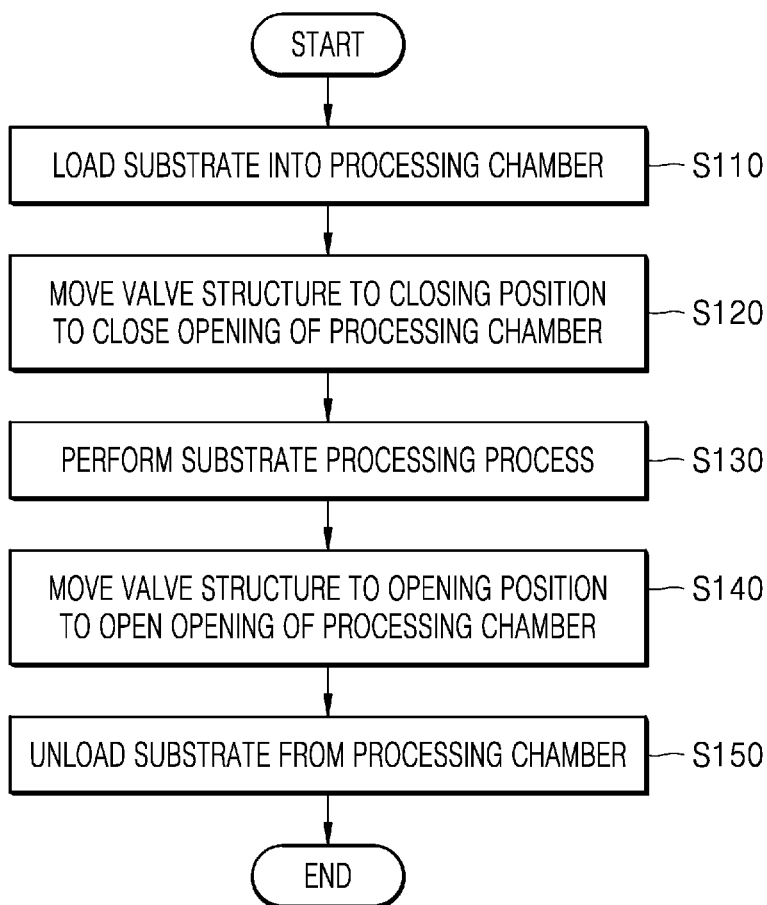 START
LOAD SUBSTRATE INTO PROCESSING CHAMBER
S110
MOVE VALVE STRUCTURE TO CLOSING POSITION
TO CLOSE OPENING OF PROCESSING CHAMBER
S120
PERFORM SUBSTRATE PROCESSING PROCESS
S130
MOVE VALVE STRUCTURE TO OPENING POSITION
TO OPEN OPENING OF PROCESSING CHAMBER
S140
UNLOAD SUBSTRATE FROM PROCESSING CHAMBER
S150
END